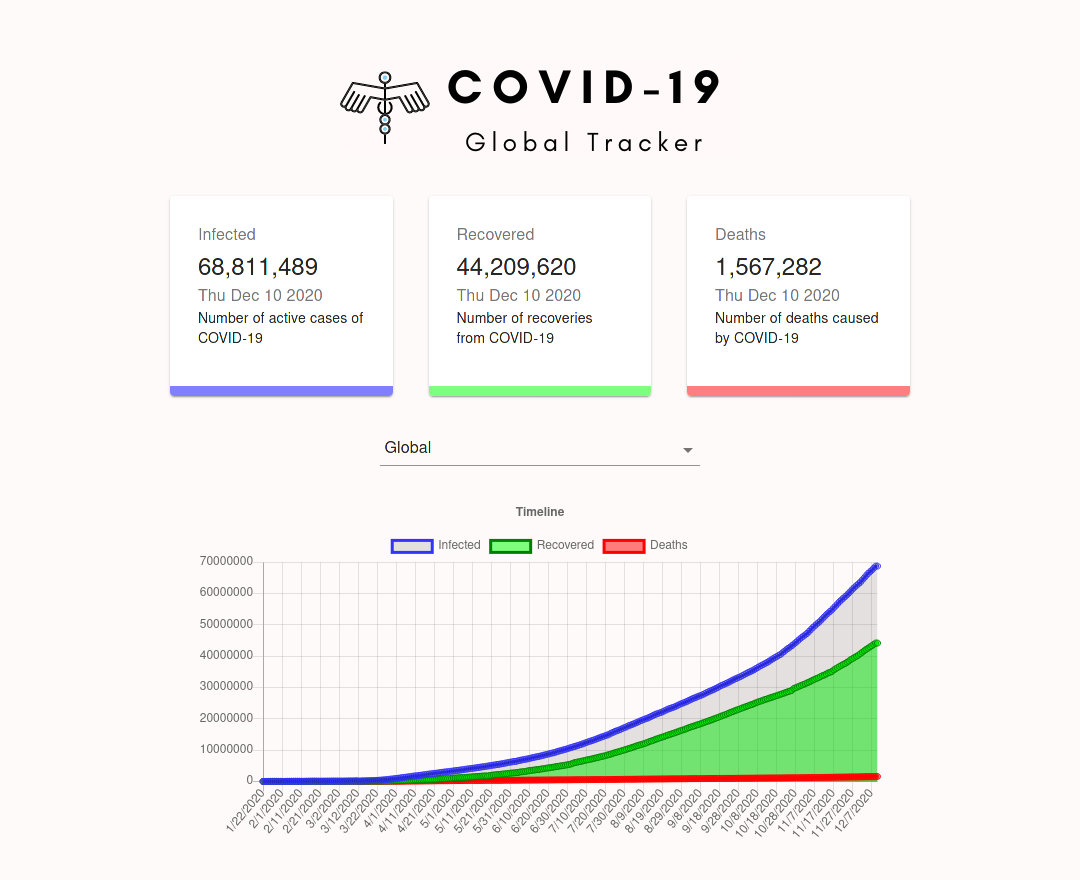 COVID-19
Global Tracker
Infected
68,811,489
Thu Dec 10 2020
Number of active cases of
COVID-19
Recovered
44,209,620
Thu Dec 10 2020
Number of recoveries
from COVID-19
Deaths
1,567,282
Thu Dec 10 2020
Number of deaths caused
by COVID-19
Global
Timeline
Infected Recovered Deaths
70000000
60000000
50000000
40000000
30000000
20000000
10000000
0
1/22/2020 2/1/2020 2/11/2020 2/21/2020 3/2/2020 3/12/2020 3/22/2020 4/1/2020 4/11/2020 4/21/2020 5/1/2020 5/11/2020 5/21/2020 5/31/2020 6/10/2020 6/20/2020 6/30/2020 7/10/2020 7/20/2020 7/30/2020 8/9/2020 8/19/2020 8/29/2020 9/8/2020 9/18/2020 9/28/2020 10/8/2020 10/18/2020 10/28/2020 11/7/2020 11/17/2020 11/27/2020 12/7/2020